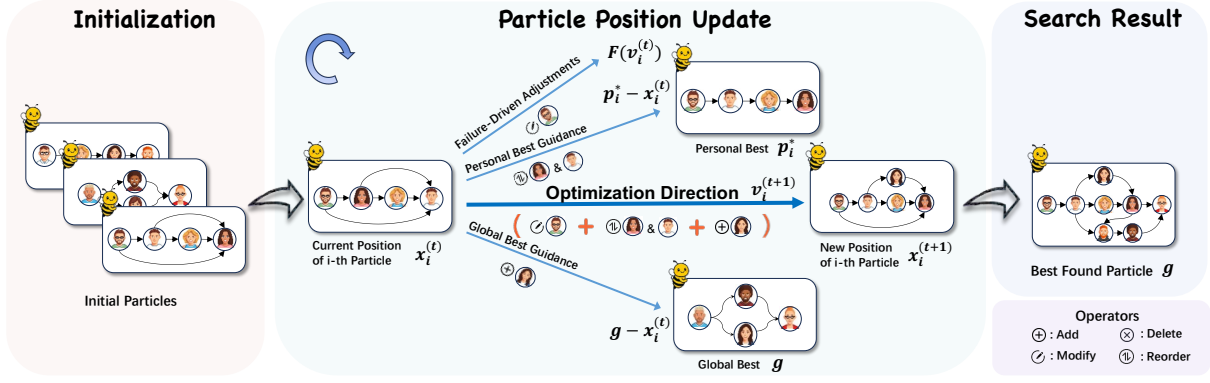 Initialization
Initial Particles
Particle Position Update
Failure-Driven Adjustments
F(v_i^{(t)})
Personal Best Guidance
&
p_i^* − x_i^{(t)}
Personal Best p_i^*
Current Position
of i-th Particle x_i^{(t)}
Optimization Direction v_i^{(t+1)}
( + & + )
New Position
of i-th Particle x_i^{(t+1)}
Global Best Guidance
g − x_i^{(t)}
Global Best g
Search Result
Best Found Particle g
Operators
: Add
: Delete
: Modify
: Reorder